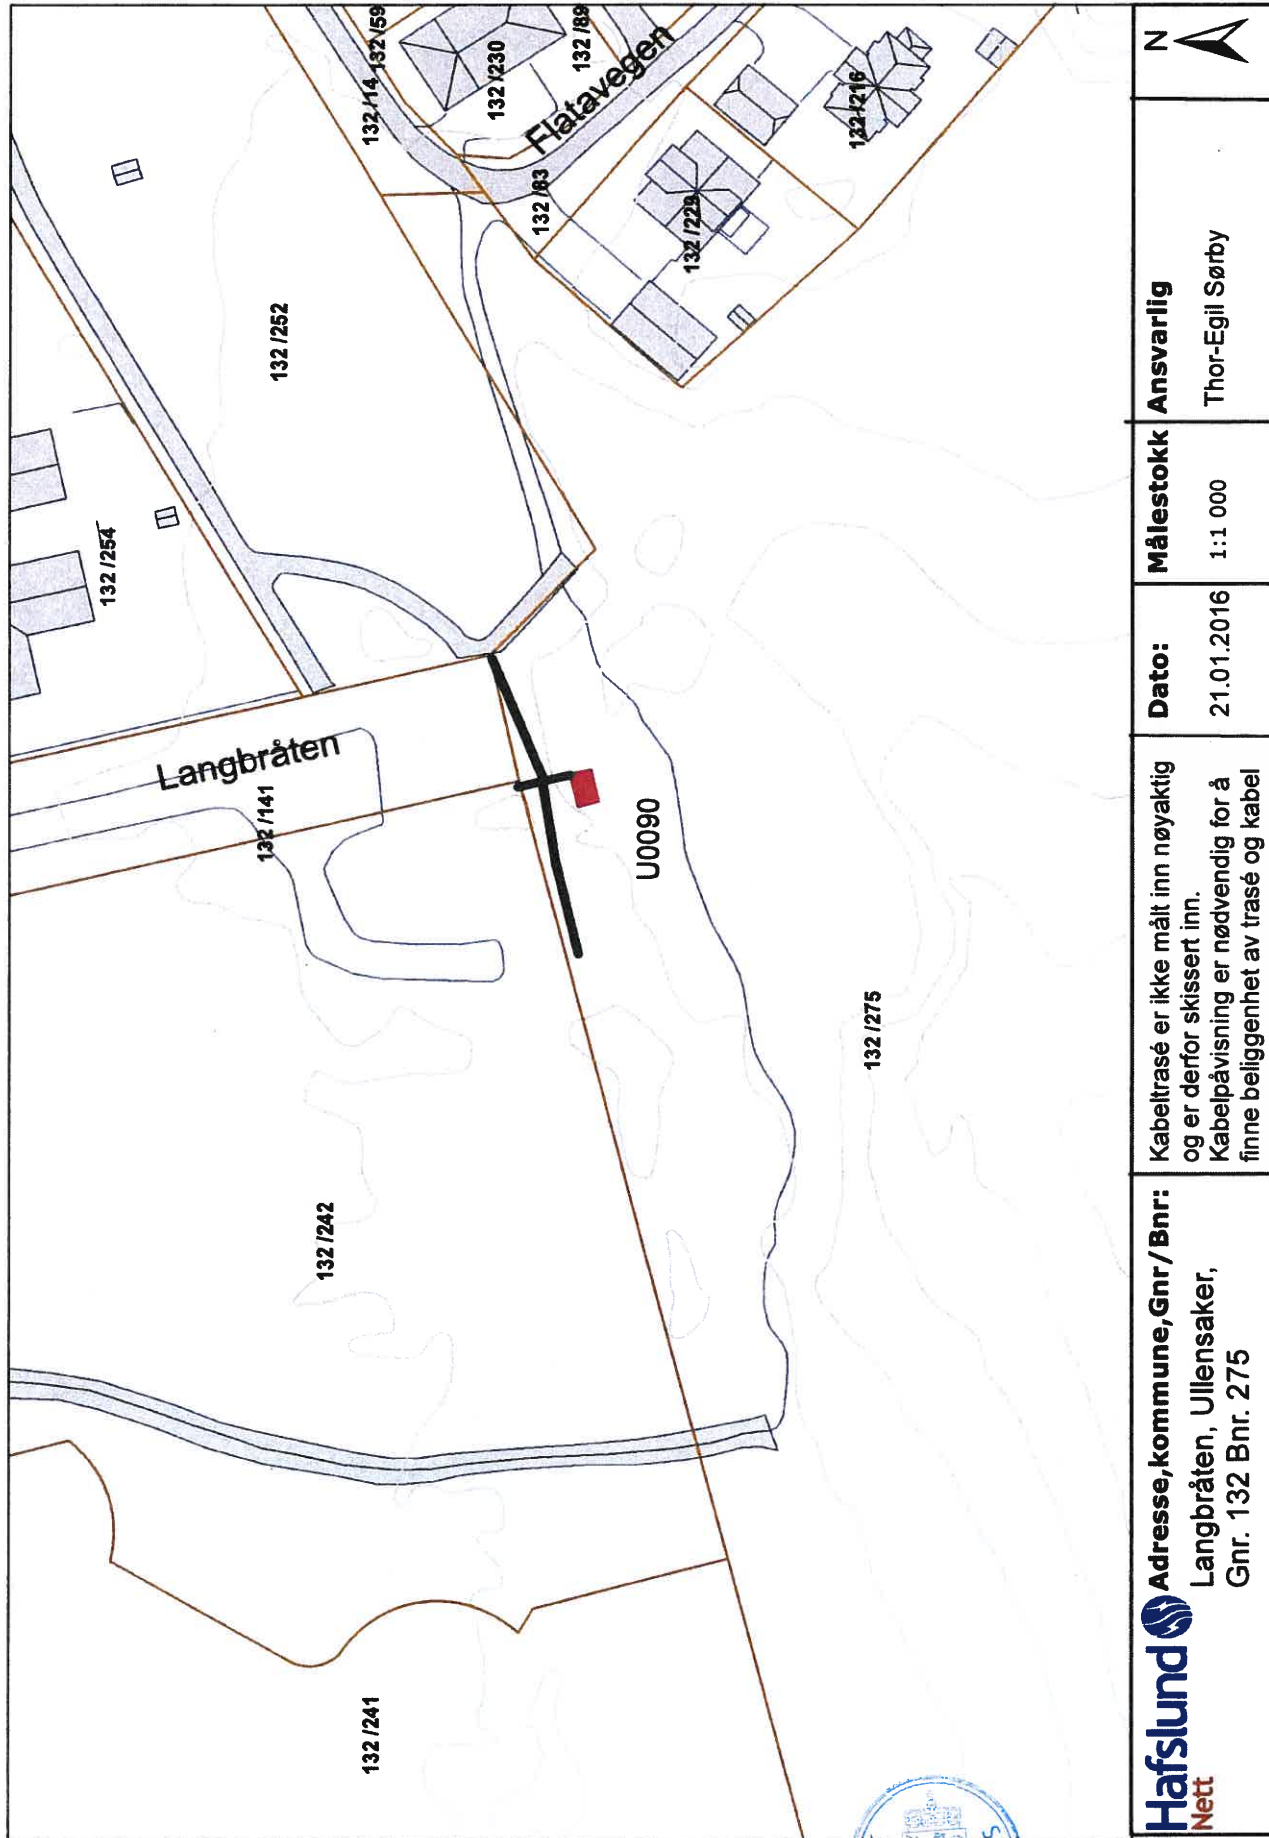 132 /59
132 /14
132 /230
132 /89
Flatavegen
132 /83
132 /216
132 /229
132 /252
132 /254
Langbråten
132 /141
U0090
132 /275
132 /242
132 /241
Hafslund
Nett
Adresse,kommune,Gnr/Bnr:
Langbråten, Ullensaker,
Gnr. 132 Bnr. 275
Kabeltrasé er ikke målt inn nøyaktig
og er derfor skissert inn.
Kabelpåvisning er nødvendig for å
finne beliggenhet av trasé og kabel
Dato:
21.01.2016
Målestokk
1:1 000
Ansvarlig
Thor-Egil Sørby
N